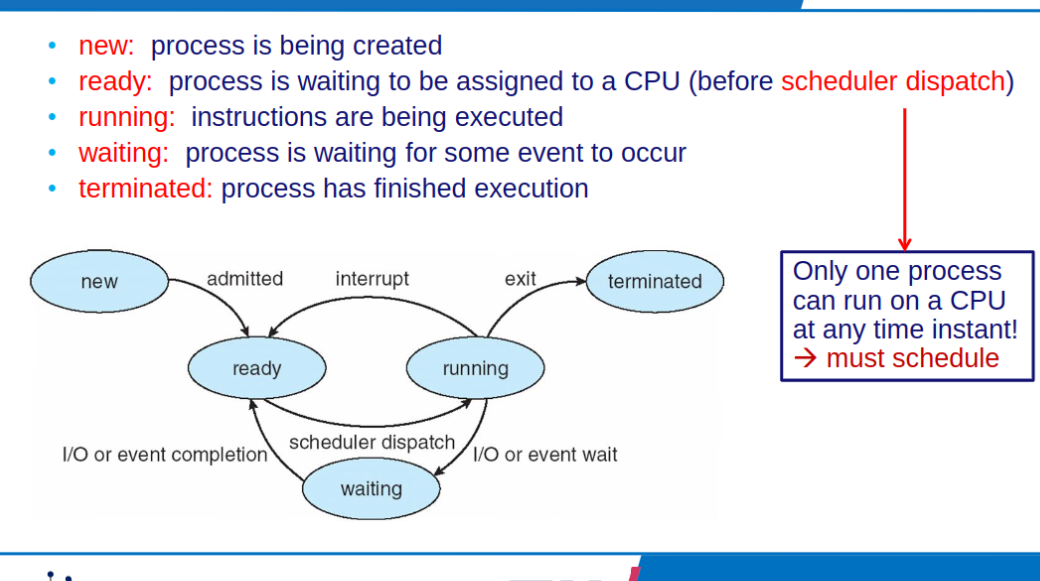 new: process is being created
ready: process is waiting to be assigned to a CPU (before scheduler dispatch)
running: instructions are being executed
waiting: process is waiting for some event to occur
terminated: process has finished execution
new
admitted
interrupt
exit
terminated
Only one process
can run on a CPU
at any time instant!
→ must schedule
ready
running
I/O or event completion
scheduler dispatch
I/O or event wait
waiting